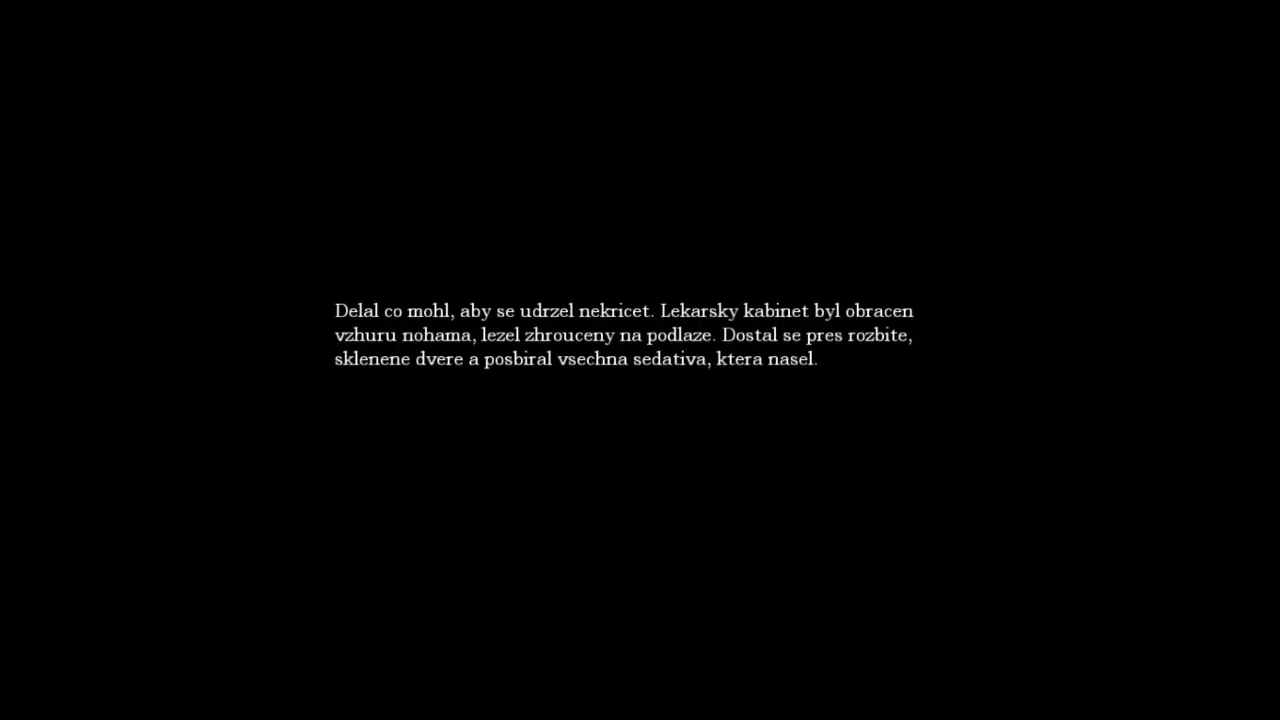 Delal co mohl, aby se udrzel nekricet. Lekarsky kabinet byl obracen
vzhuru nohama, lezel zhrouceny na podlaze. Dostal se pres rozbite,
sklenene dvere a posbiral vsechna sedativa, ktera nasel.